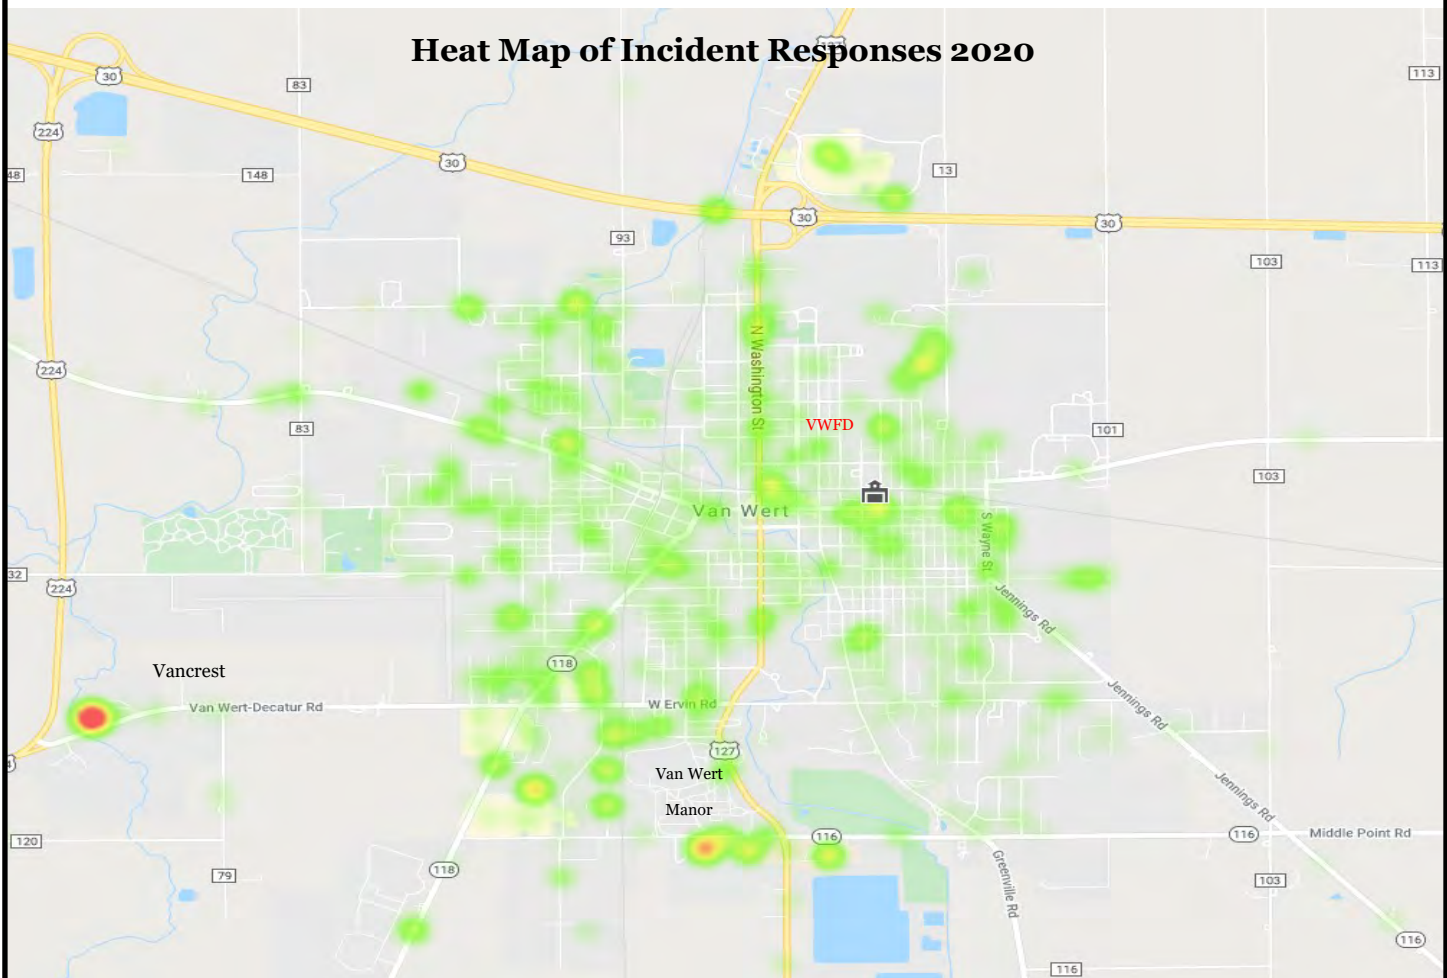 Heat Map of Incident Responses 2020
127
30
83
113
224
30
148
48
13
30
30
93
103
113
224
N Washington St
83
VWFD
101
103
Van Wert
S Wayne St
32
224
Jennings Rd
118
Vancrest
Van Wert-Decatur Rd
W Ervin Rd
Jennings Rd
127
Van Wert
Manor
4
Jennings Rd
120
116
116
Middle Point Rd
118
79
Greenville Rd
103
116
116